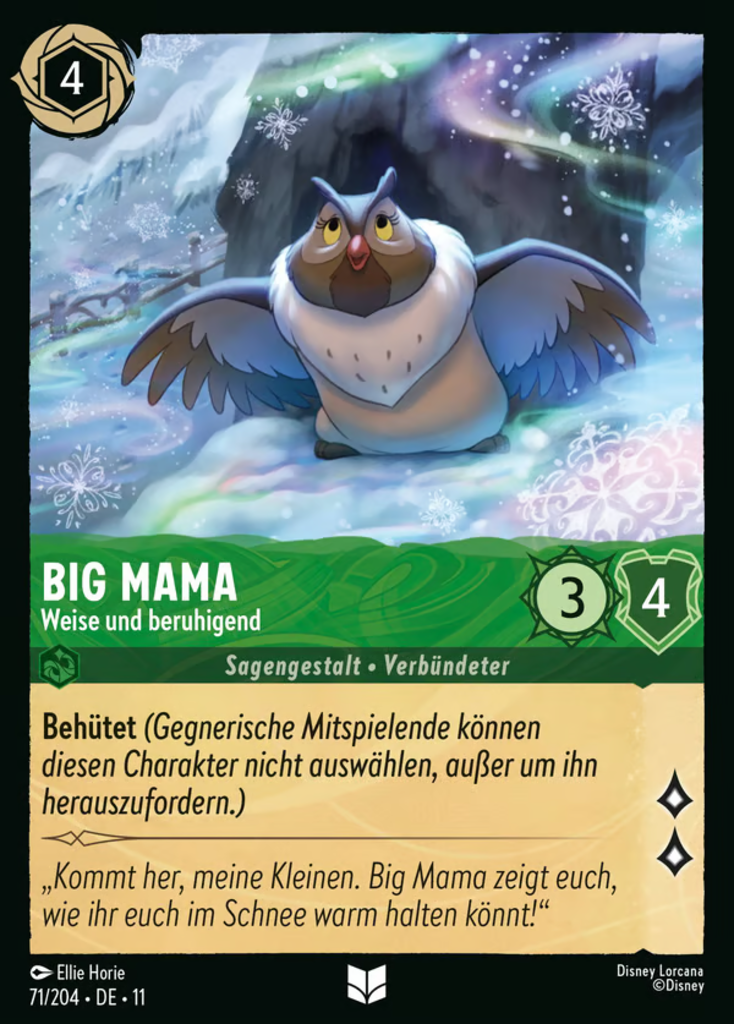 4
BIG MAMA
Weise und beruhigend
3
4
Sagengestalt • Verbündeter
Behütet (Gegnerische Mitspielende können
diesen Charakter nicht auswählen, außer um ihn
herauszufordern.)
„Kommt her, meine Kleinen. Big Mama zeigt euch,
wie ihr euch im Schnee warm halten könnt!“
Ellie Horie
71/204 • DE • 11
Disney Lorcana
©Disney